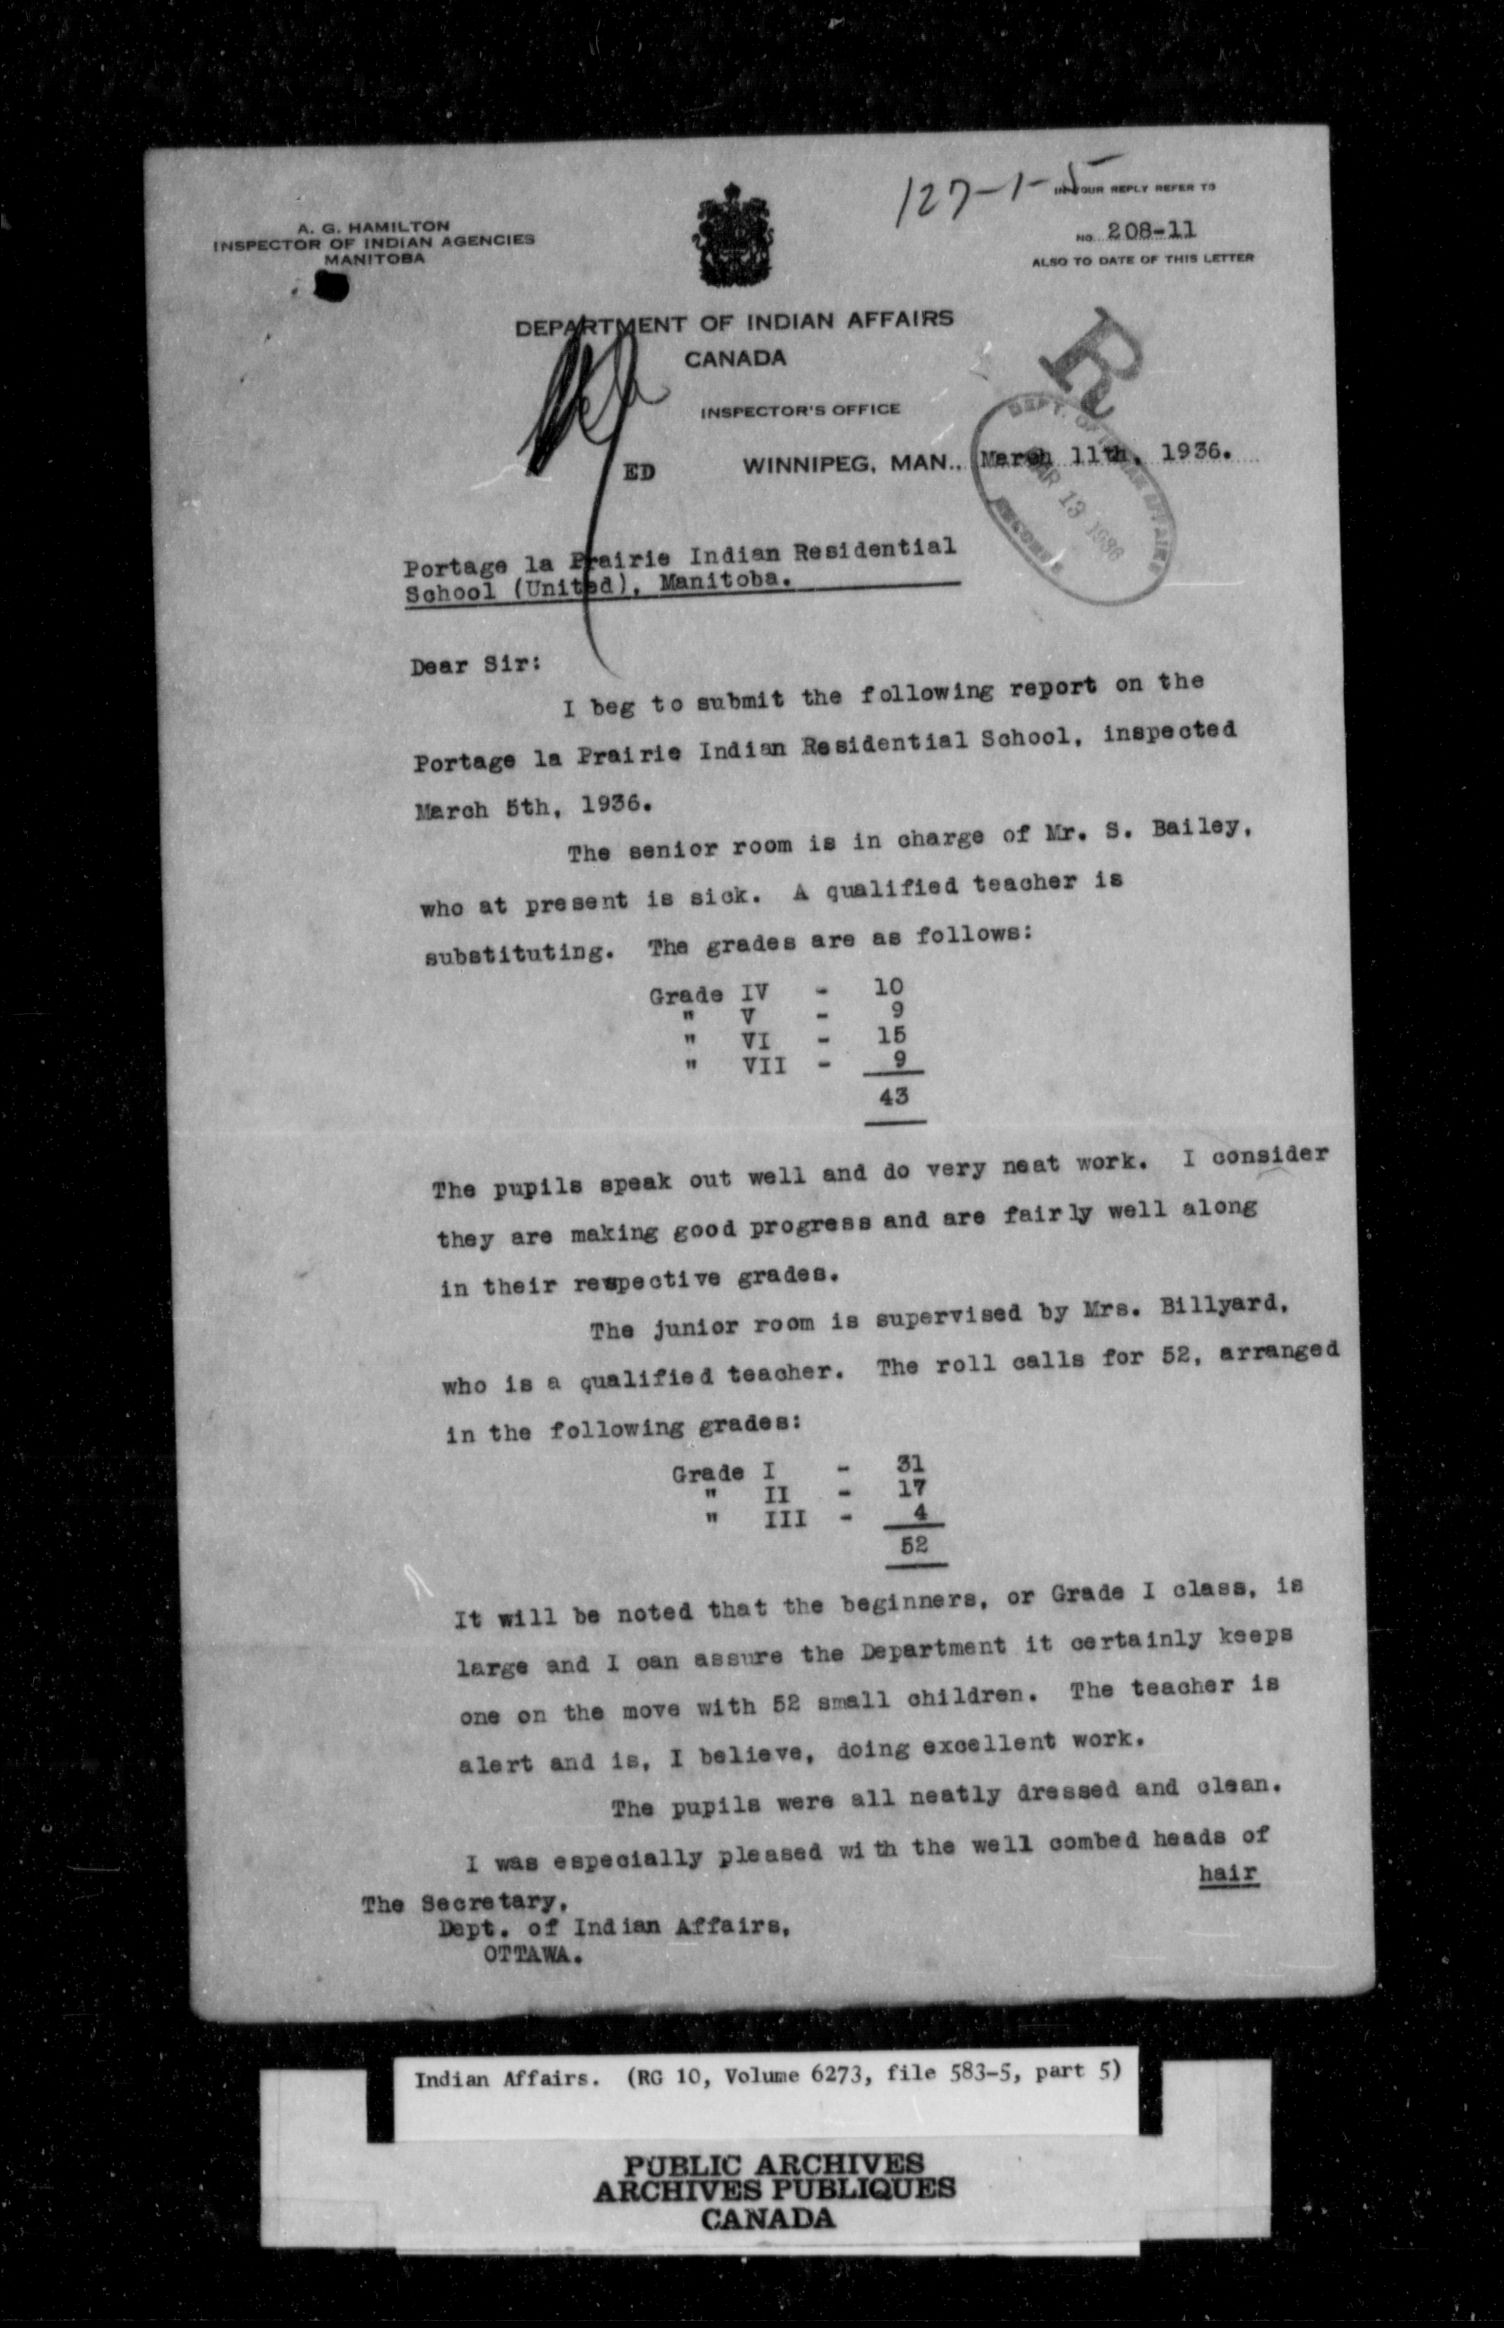 127-1-5
IN YOUR REPLY REFER TO
A. G. HAMILTON
INSPECTOR OF INDIAN AGENCIES
MANITOBA
NO. 208-11
ALSO TO DATE OF THIS LETTER
DEPARTMENT OF INDIAN AFFAIRS
CANADA
R
INSPECTOR'S OFFICE
ED
WINNIPEG, MAN., March 11th, 1936.
DEPT. OF INDIAN AFFAIRS
MAR 13 1936
RECORDS
Portage la Prairie Indian Residential
School (United), Manitoba.
Dear Sir:
I beg to submit the following report on the
Portage la Prairie Indian Residential School, inspected
March 5th, 1936.
The senior room is in charge of Mr. S. Bailey,
who at present is sick. A qualified teacher is
substituting. The grades are as follows:
Grade IV - 10
" V - 9
" VI - 15
" VII - 9
43
The pupils speak out well and do very neat work. I consider
they are making good progress and are fairly well along
in their respective grades.
The junior room is supervised by Mrs. Billyard,
who is a qualified teacher. The roll calls for 52, arranged
in the following grades:
Grade I - 31
" II - 17
" III - 4
52
It will be noted that the beginners, or Grade I class, is
large and I can assure the Department it certainly keeps
one on the move with 52 small children. The teacher is
alert and is, I believe, doing excellent work.
The pupils were all neatly dressed and clean.
I was especially pleased with the well combed heads of
hair
The Secretary,
Dept. of Indian Affairs,
OTTAWA.
Indian Affairs. (RG 10, Volume 6273, file 583-5, part 5)
PUBLIC ARCHIVES
ARCHIVES PUBLIQUES
CANADA